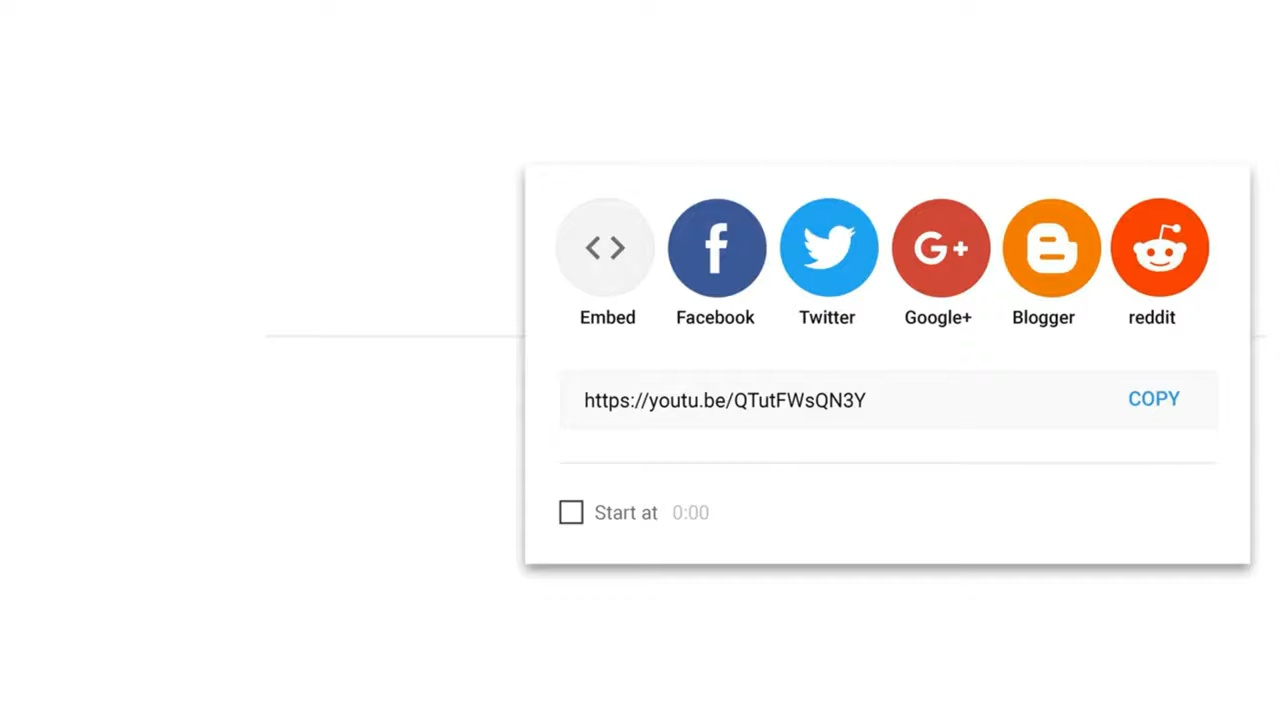 Embed Facebook Twitter Google+ Blogger reddit
https://youtu.be/QTutFWsQN3Y COPY
Start at 0:00